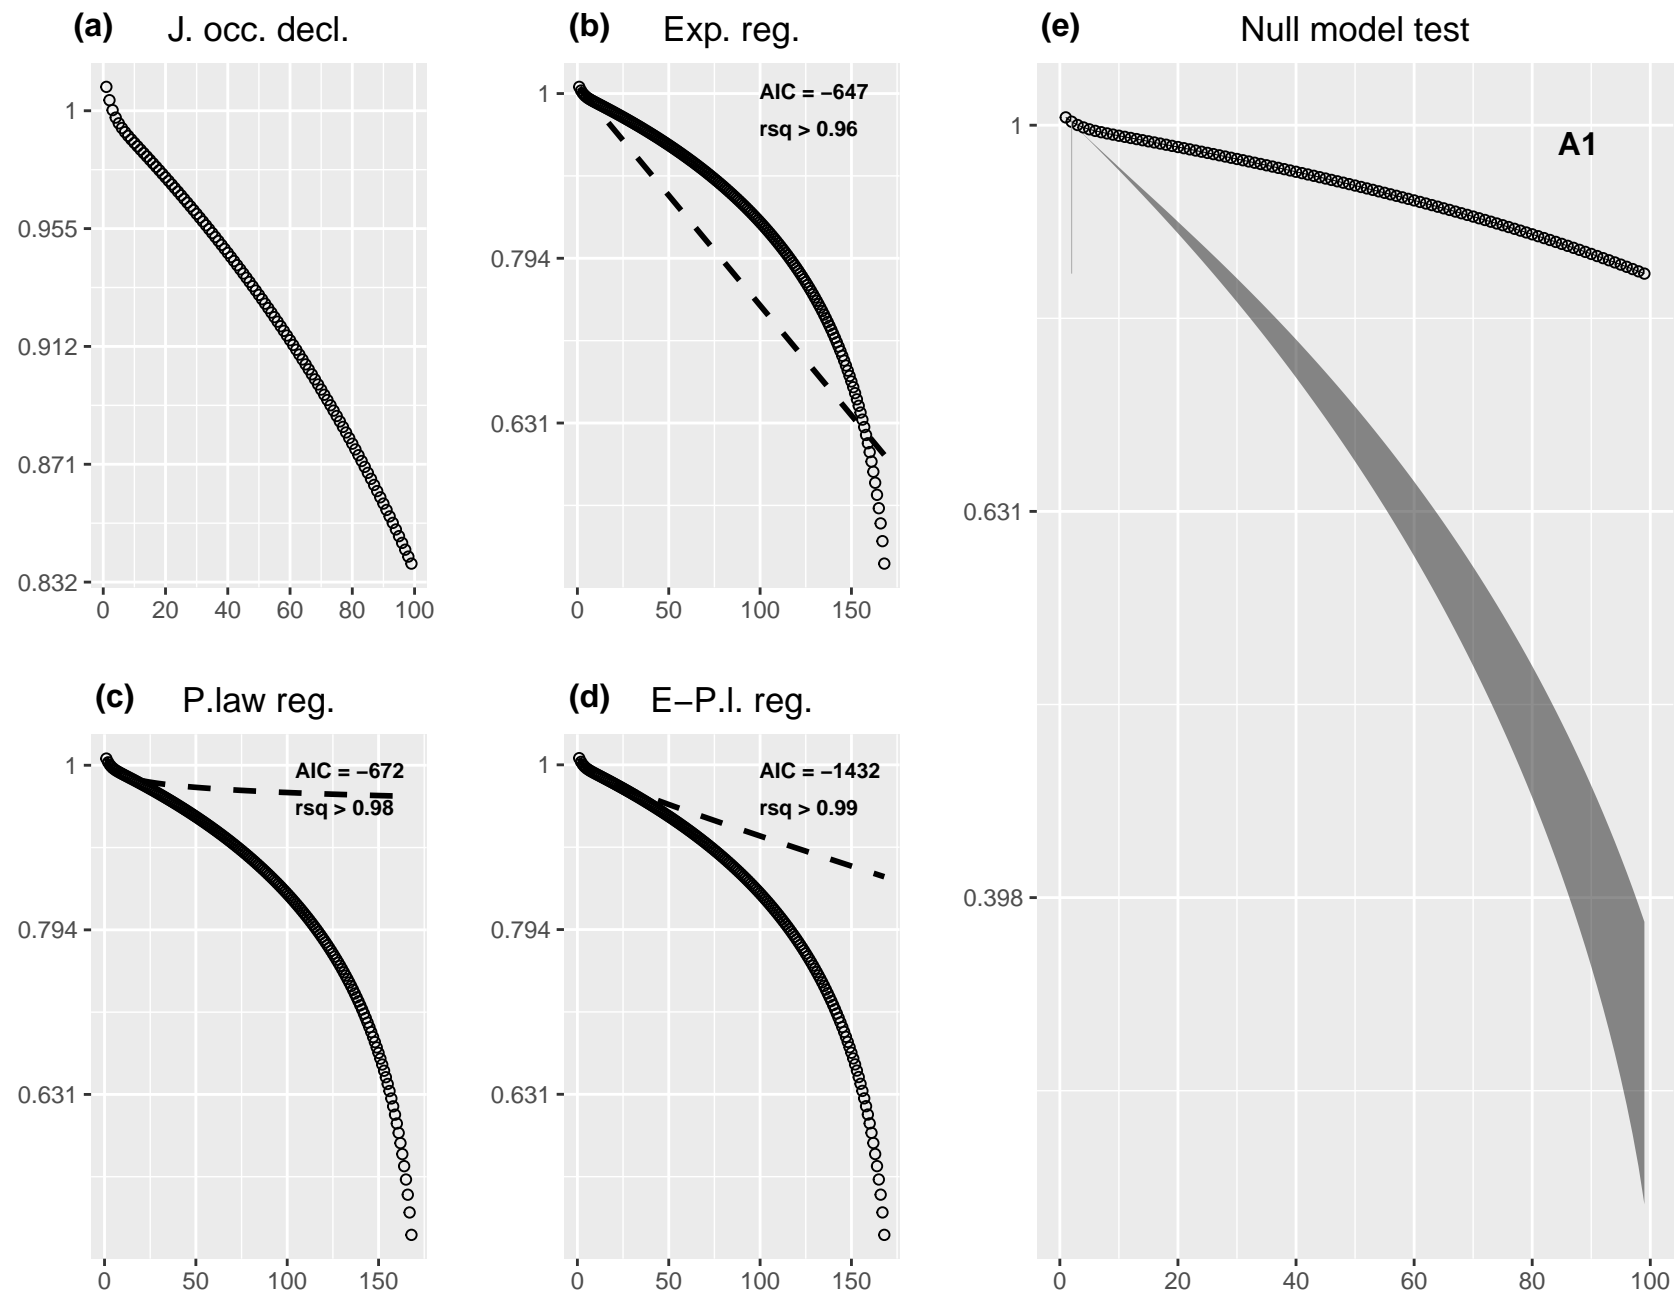 (a) J. occ. decl.
1
0.955
0.912
0.871
0.832
0 20 40 60 80 100
(b) Exp. reg.
AIC = −647
rsq > 0.96
1
0.794
0.631
0 50 100 150
(c) P.law reg.
AIC = −672
rsq > 0.98
1
0.794
0.631
0 50 100 150
(d) E−P.l. reg.
AIC = −1432
rsq > 0.99
1
0.794
0.631
0 50 100 150
(e) Null model test
A1
1
0.631
0.398
0 20 40 60 80 100